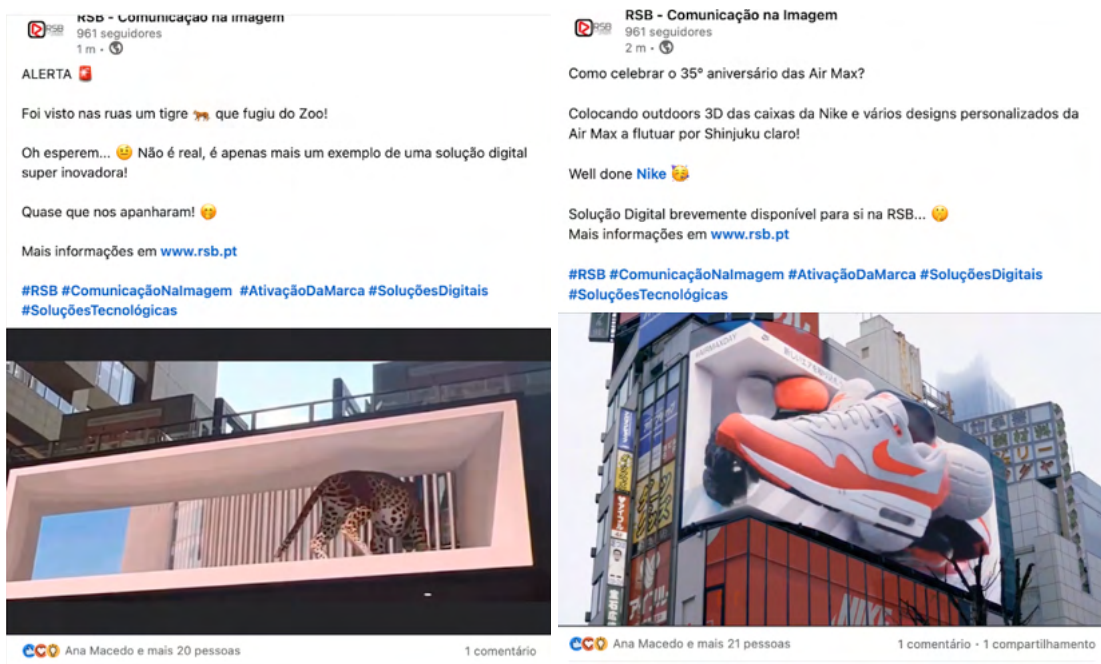 RSB - Comunicação na Imagem
961 seguidores
1 m •
ALERTA 🚨
Foi visto nas ruas um tigre 🐆 que fugiu do Zoo!
Oh esperem... 🤨 Não é real, é apenas mais um exemplo de uma solução digital
super inovadora!
Quase que nos apanharam! 🤭
Mais informações em www.rsb.pt
#RSB #ComunicaçãoNaImagem #AtivaçãoDaMarca #SoluçõesDigitais
#SoluçõesTecnológicas
Ana Macedo e mais 20 pessoas
1 comentário
RSB - Comunicação na Imagem
961 seguidores
2 m •
Como celebrar o 35º aniversário das Air Max?
Colocando outdoors 3D das caixas da Nike e vários designs personalizados da
Air Max a flutuar por Shinjuku claro!
Well done Nike 🥳
Solução Digital brevemente disponível para si na RSB... 🤫
Mais informações em www.rsb.pt
#RSB #ComunicaçãoNaImagem #AtivaçãoDaMarca #SoluçõesDigitais
#SoluçõesTecnológicas
NIKE
Ana Macedo e mais 21 pessoas
1 comentário • 1 compartilhamento